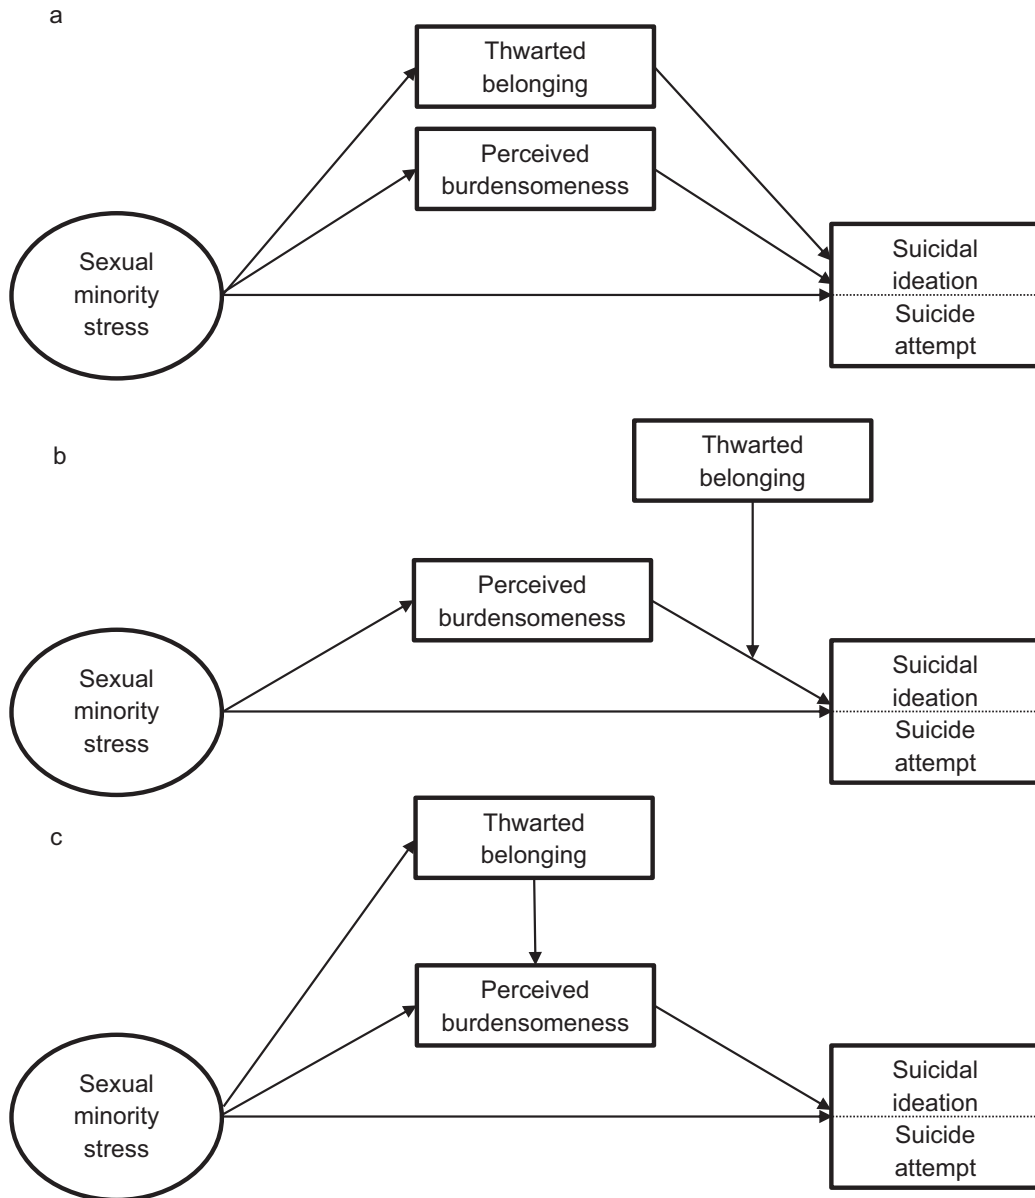 a
Thwarted
belonging
Perceived
burdensomeness
Sexual
minority
stress
Suicidal
ideation
Suicide
attempt
b
Thwarted
belonging
Perceived
burdensomeness
Sexual
minority
stress
Suicidal
ideation
Suicide
attempt
c
Thwarted
belonging
Perceived
burdensomeness
Sexual
minority
stress
Suicidal
ideation
Suicide
attempt